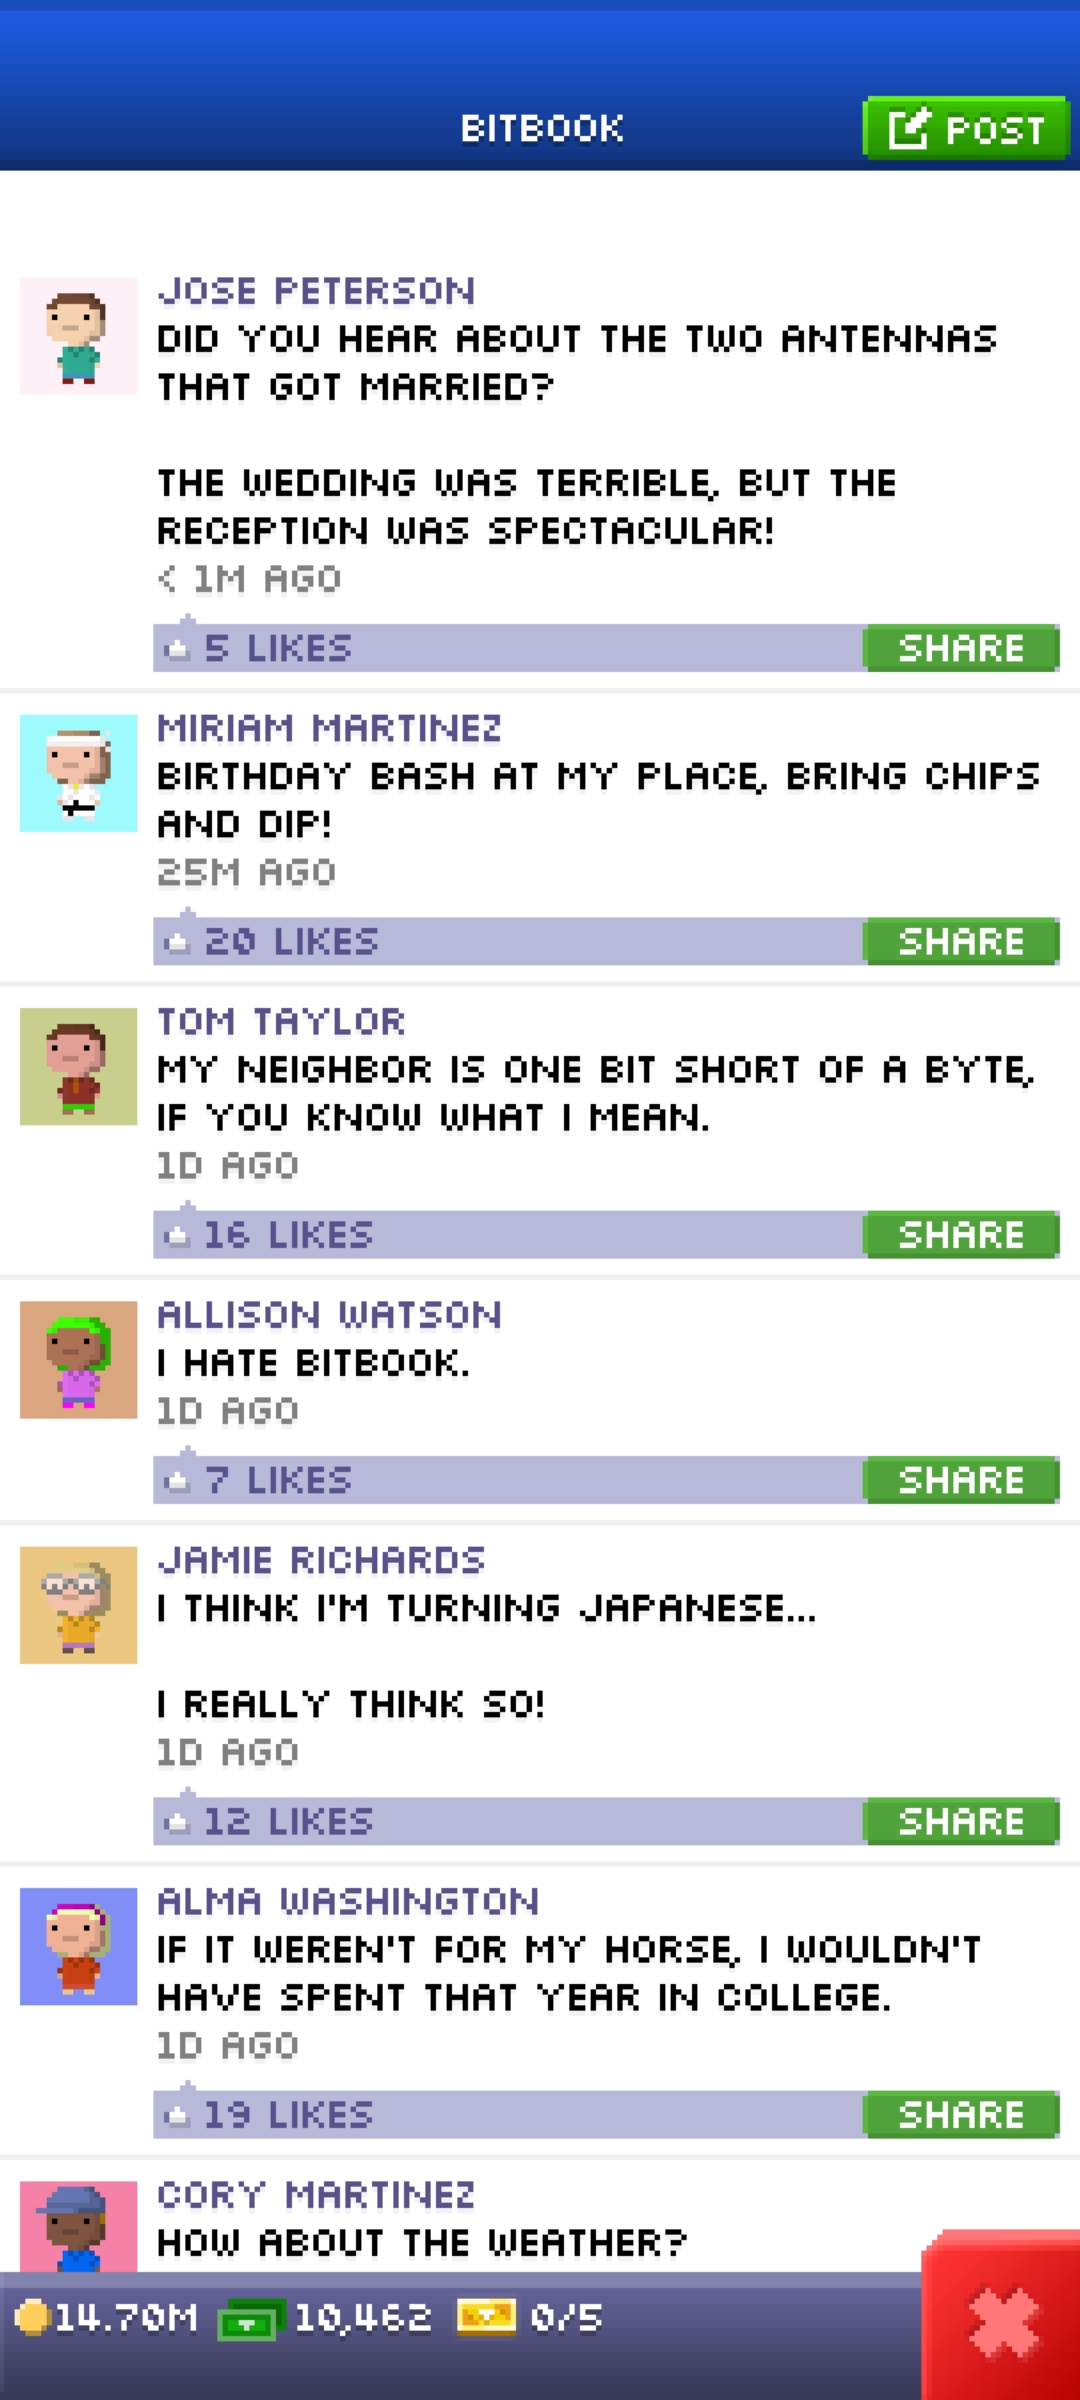 BITBOOK
POST
JOSE PETERSON
DID YOU HEAR ABOUT THE TWO ANTENNAS
THAT GOT MARRIED?
THE WEDDING WAS TERRIBLE, BUT THE
RECEPTION WAS SPECTACULAR!
< 1M AGO
5 LIKES
SHARE
MIRIAM MARTINEZ
BIRTHDAY BASH AT MY PLACE, BRING CHIPS
AND DIP!
25M AGO
20 LIKES
SHARE
TOM TAYLOR
MY NEIGHBOR IS ONE BIT SHORT OF A BYTE,
IF YOU KNOW WHAT I MEAN.
1D AGO
16 LIKES
SHARE
ALLISON WATSON
I HATE BITBOOK.
1D AGO
7 LIKES
SHARE
JAMIE RICHARDS
I THINK I'M TURNING JAPANESE...
I REALLY THINK SO!
1D AGO
12 LIKES
SHARE
ALMA WASHINGTON
IF IT WEREN'T FOR MY HORSE, I WOULDN'T
HAVE SPENT THAT YEAR IN COLLEGE.
1D AGO
19 LIKES
SHARE
CORY MARTINEZ
HOW ABOUT THE WEATHER?
14.70M 10,462 0/5